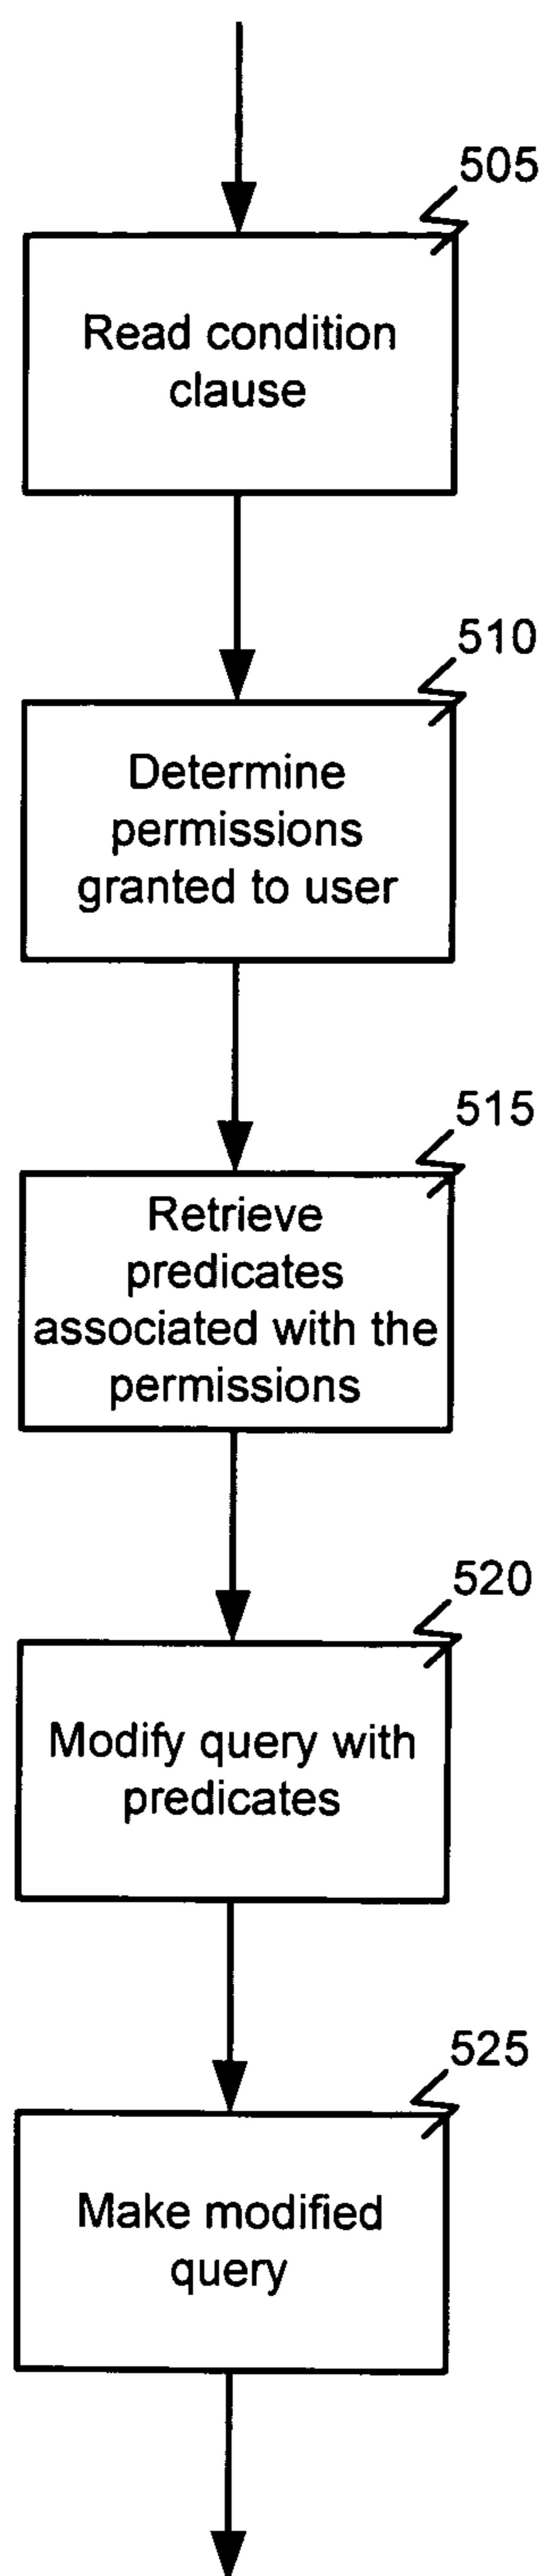 505
Read condition
clause
510
Determine
permissions
granted to user
515
Retrieve
predicates
associated with the
permissions
520
Modify query with
predicates
525
Make modified
query